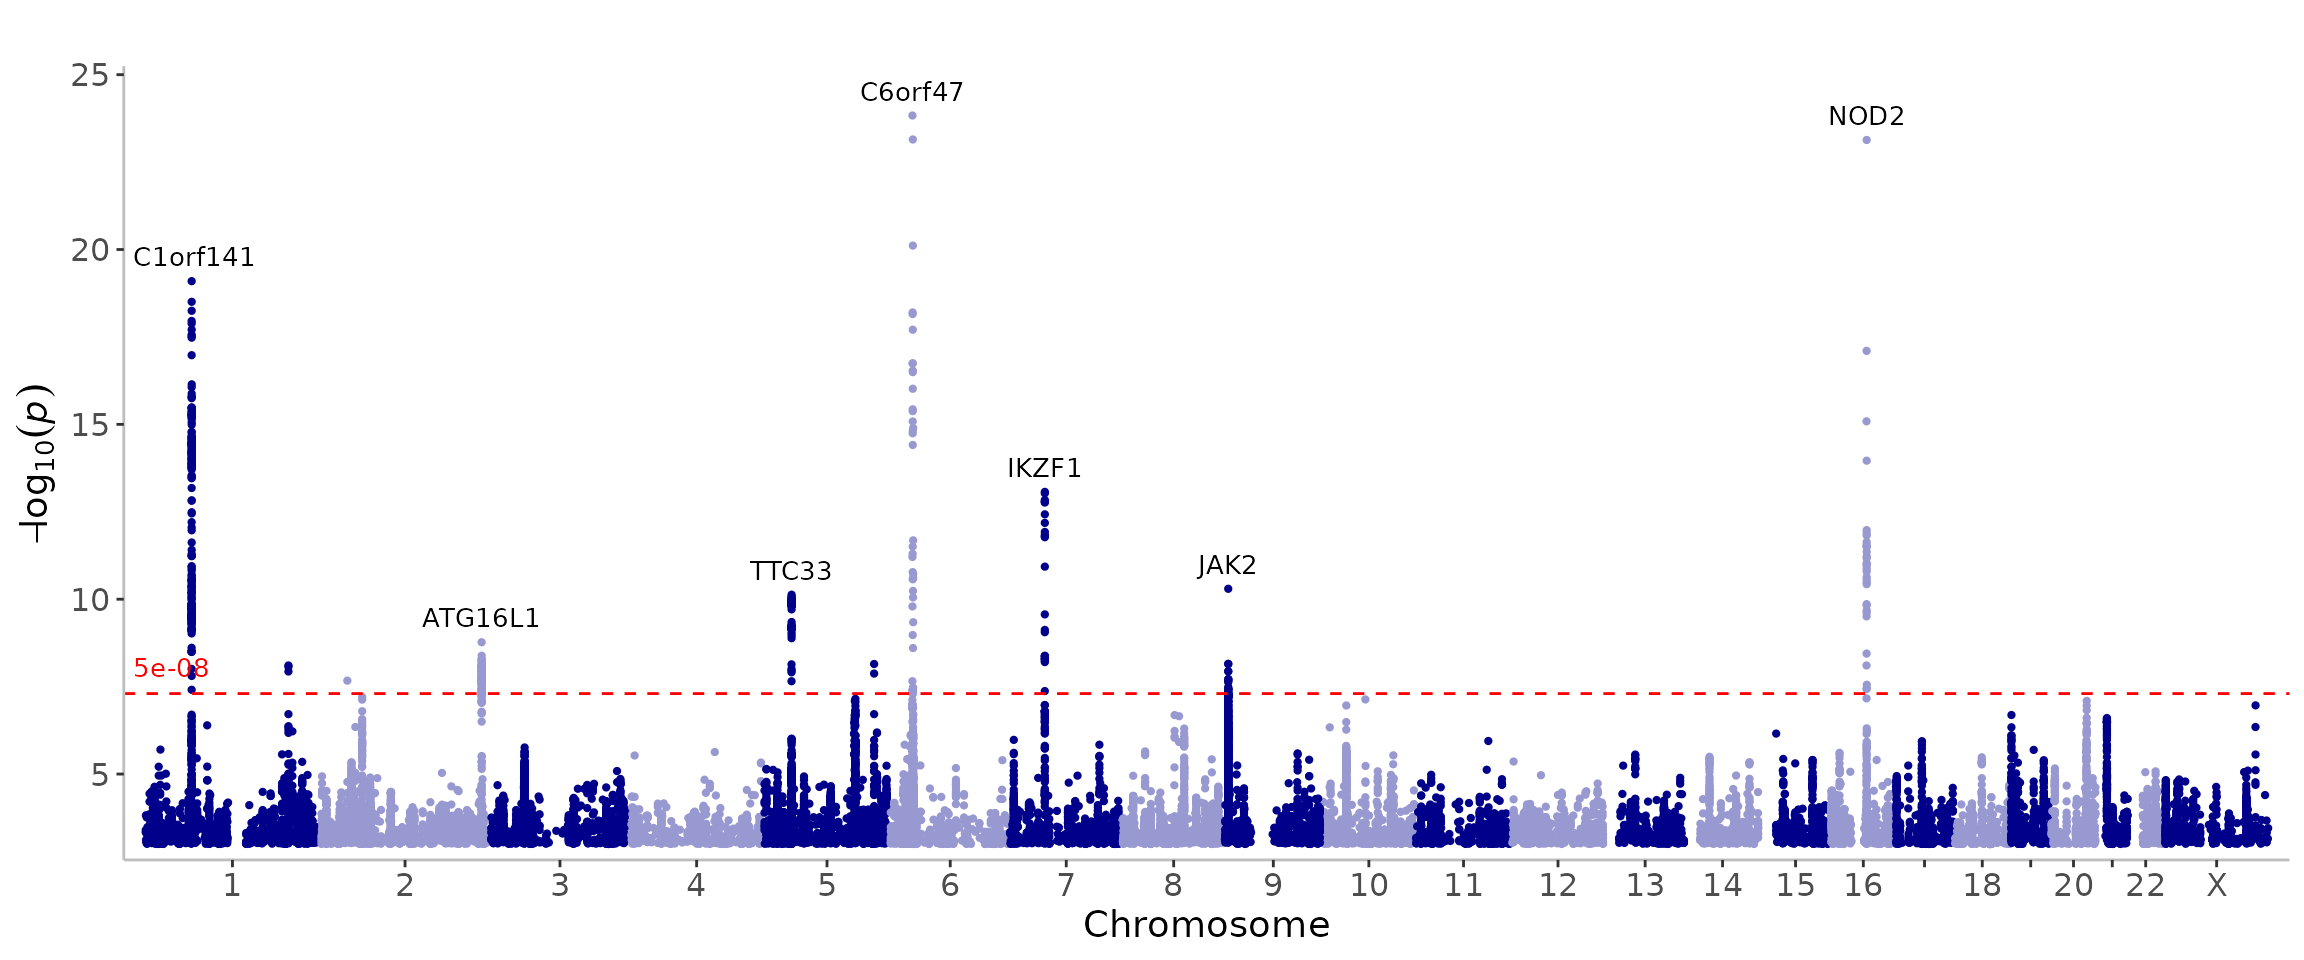 25
C6orf47
NOD2
20
C1orf141
15
IKZF1
JAK2
TTC33
10
ATG16L1
5e-08
5
−log10(p)
1 2 3 4 5 6 7 8 9 10 11 12 13 14 15 16 18 20 22 X
Chromosome